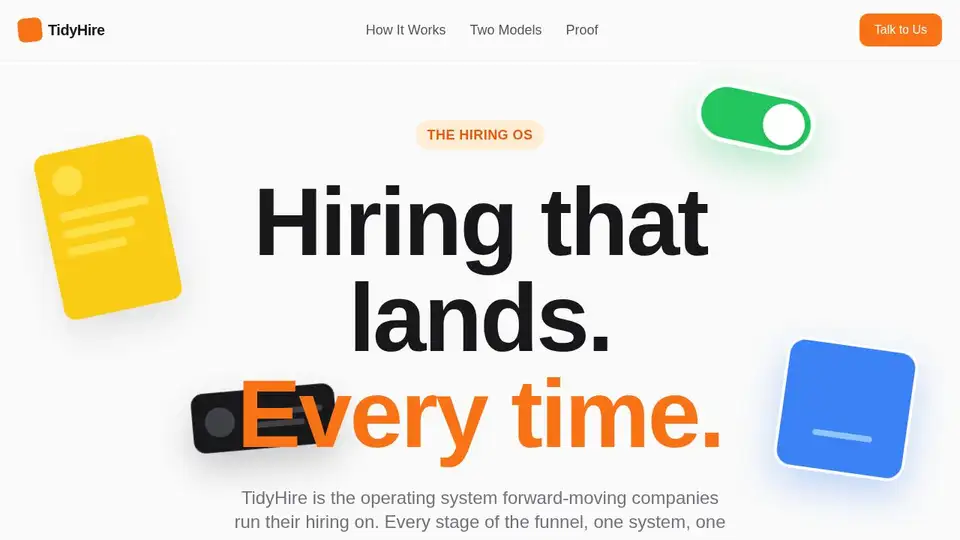 TidyHire
How It Works
Two Models
Proof
Talk to Us
THE HIRING OS
Hiring that
lands.
Every time.
TidyHire is the operating system forward-moving companies
run their hiring on. Every stage of the funnel, one system, one